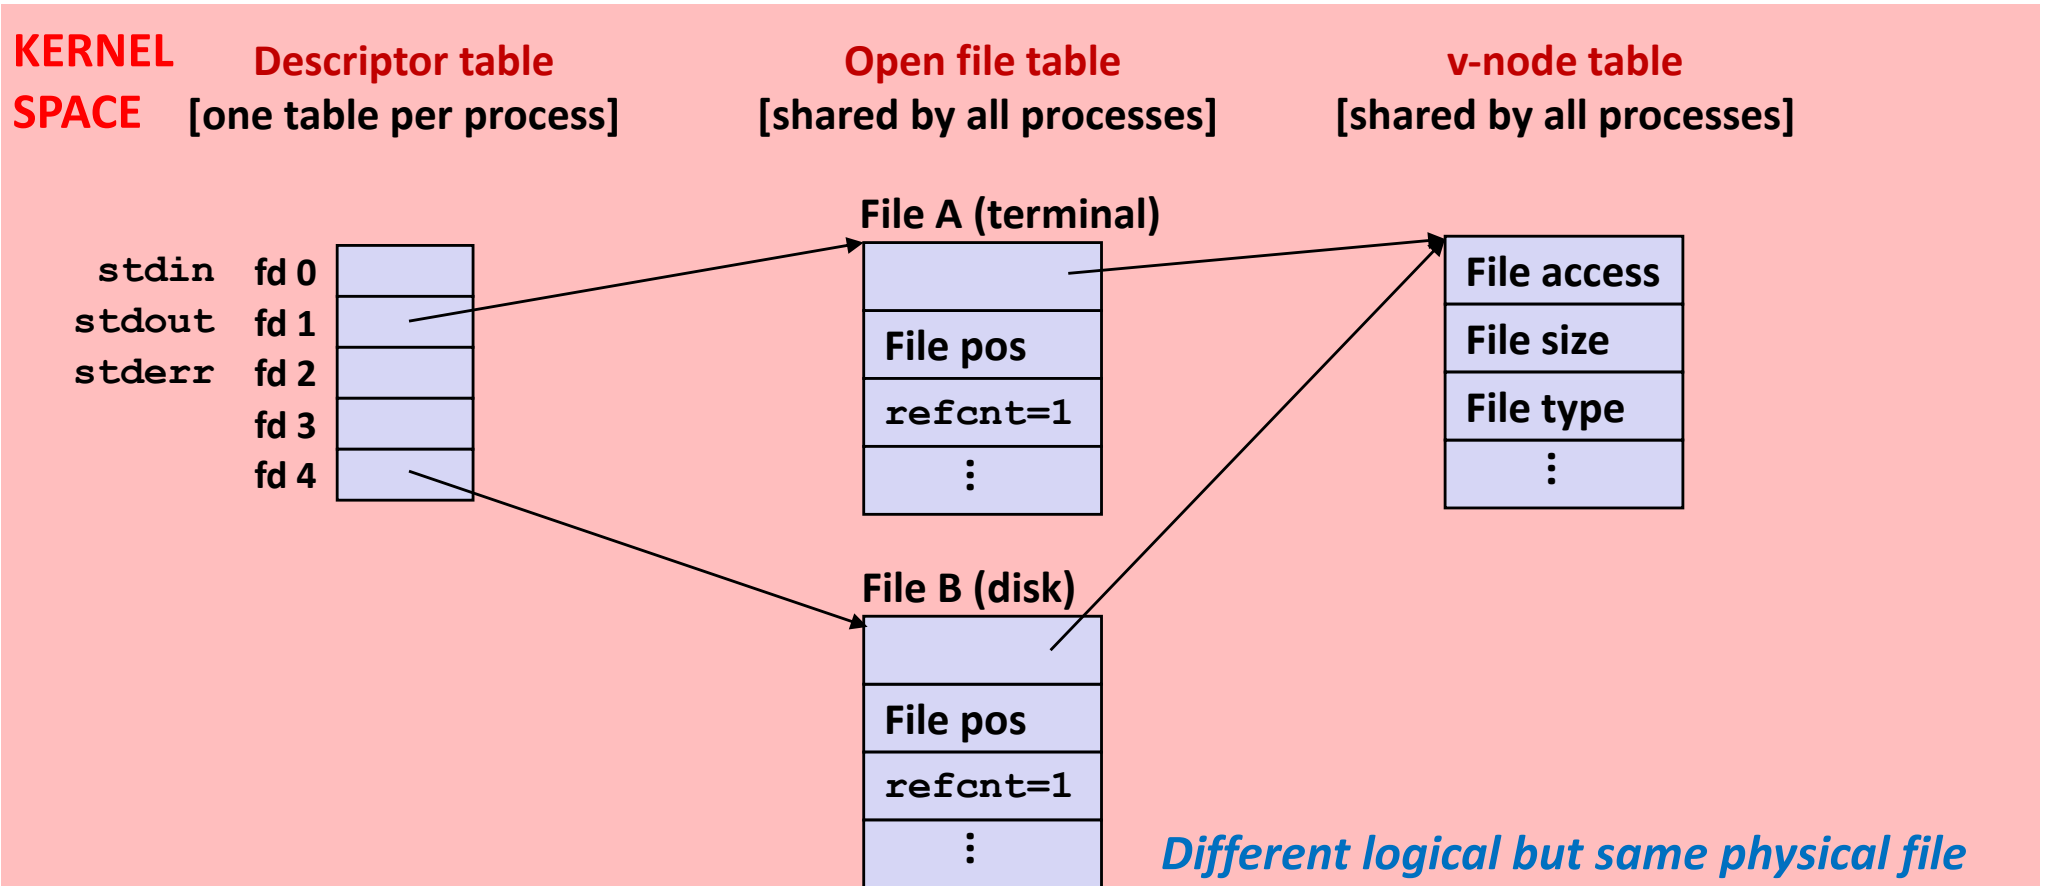 KERNEL
SPACE
Descriptor table
[one table per process]
Open file table
[shared by all processes]
v-node table
[shared by all processes]
stdin fd 0
stdout fd 1
stderr fd 2
fd 3
fd 4
File A (terminal)
File pos
refcnt=1
⋮
File B (disk)
File pos
refcnt=1
⋮
File access
File size
File type
⋮
Different logical but same physical file